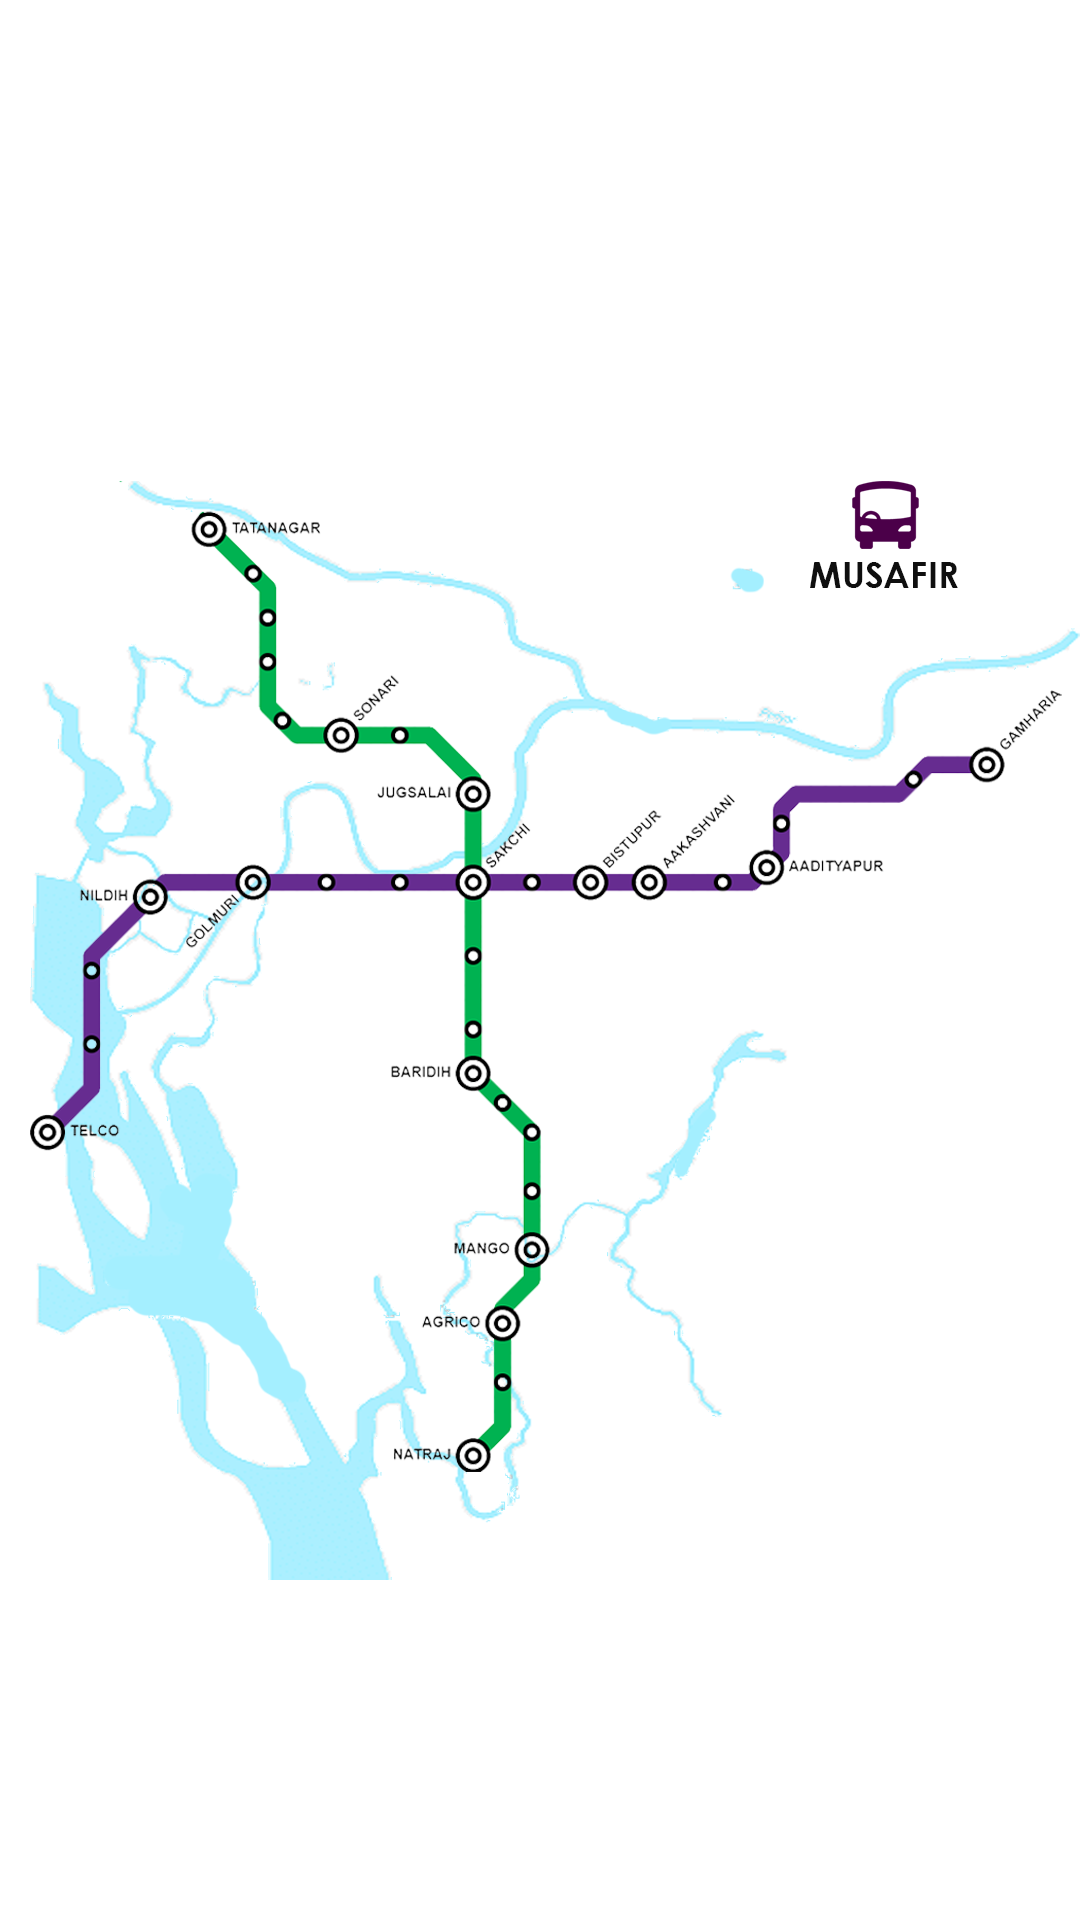 TATANAGAR
MUSAFIR
SONARI
GAMHARIA
JUGSALAI
SAKCHI
BISTUPUR
AAKASHVANI
AADITYAPUR
NILDIH
GOLMURI
BARIDIH
TELCO
MANGO
AGRICO
NATRAJ